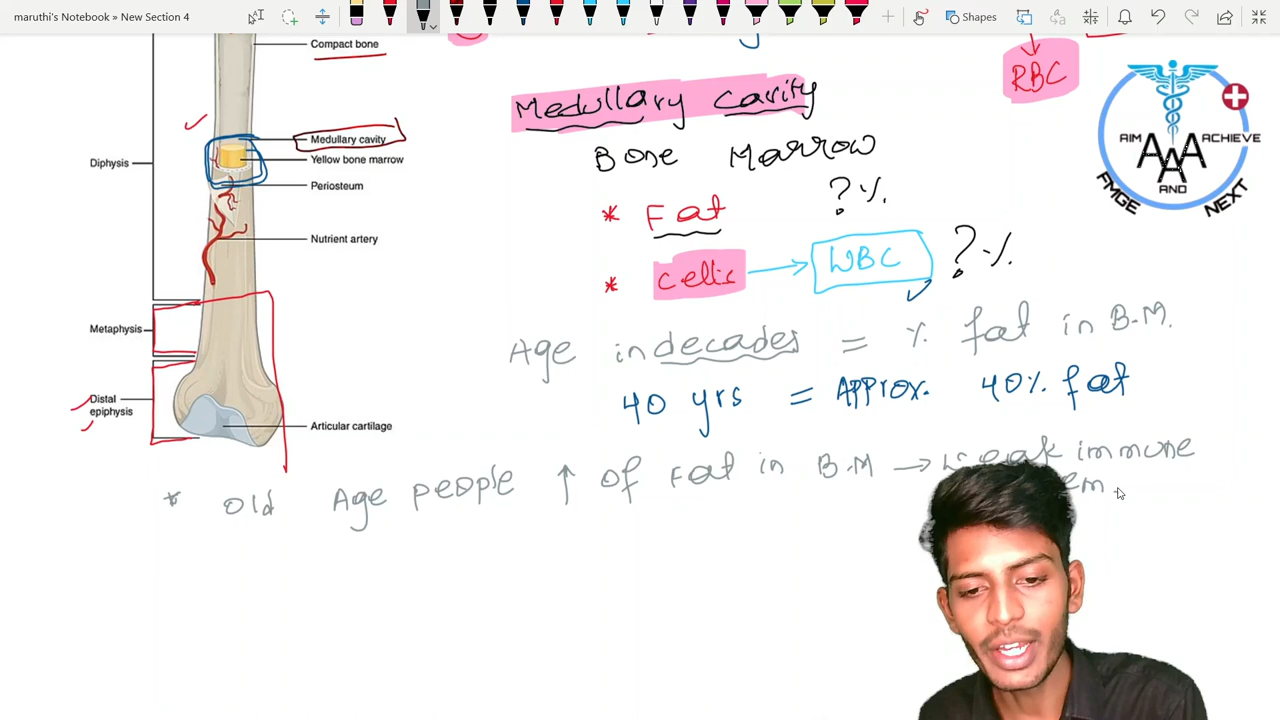 maruthi's Notebook » New Section 4
Shapes
Compact bone
Medullary cavity
Yellow bone marrow
Periosteum
Diphysis
Nutrient artery
Metaphysis
Distal
epiphysis
Articular cartilage
Medullary Cavity
Bone Marrow
* Fat ?%
* Cells → WBC ?%
Age in decades = % fat in B.M.
40 yrs = Approx. 40% fat
* Old Age people ↑ of Fat in B.M → immune
RBC
AIM ACHIEVE
AAA
AND
FMGE NEXT